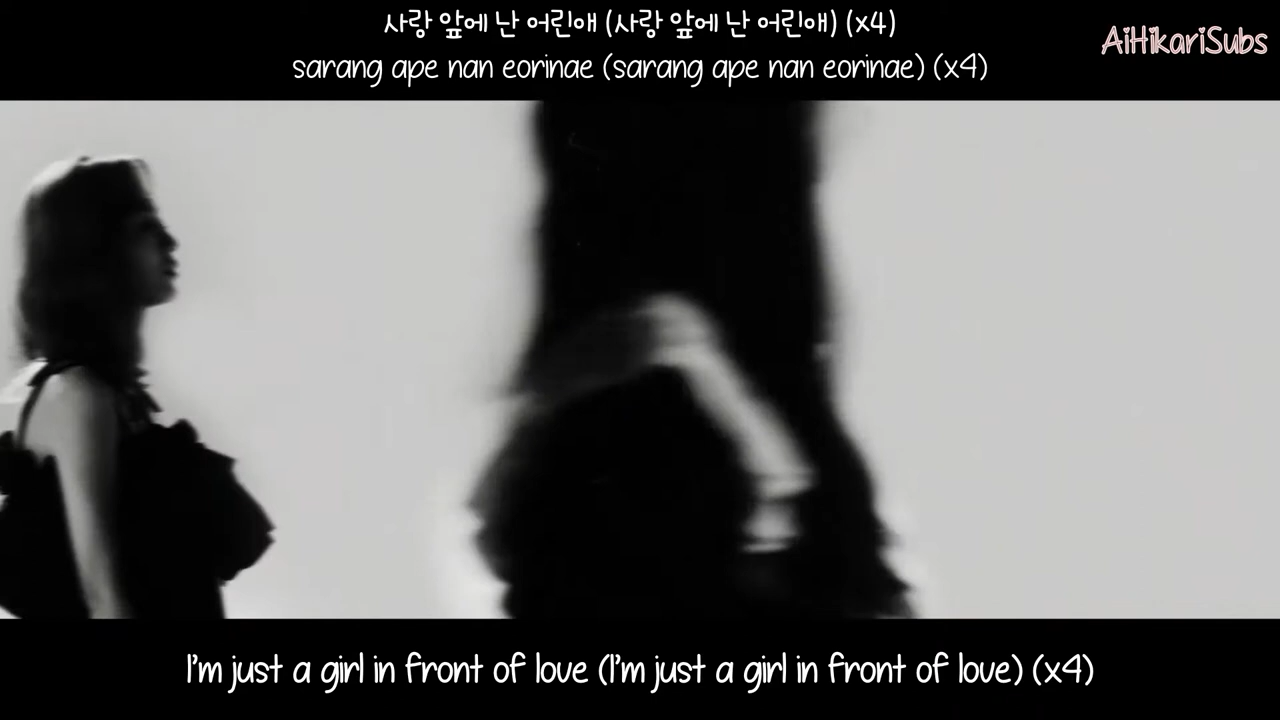 사랑 앞에 난 어린애 (사랑 앞에 난 어린애) (x4)
sarang ape nan eorinae (sarang ape nan eorinae) (x4)
AiHikariSubs
I'm just a girl in front of love (I'm just a girl in front of love) (x4)